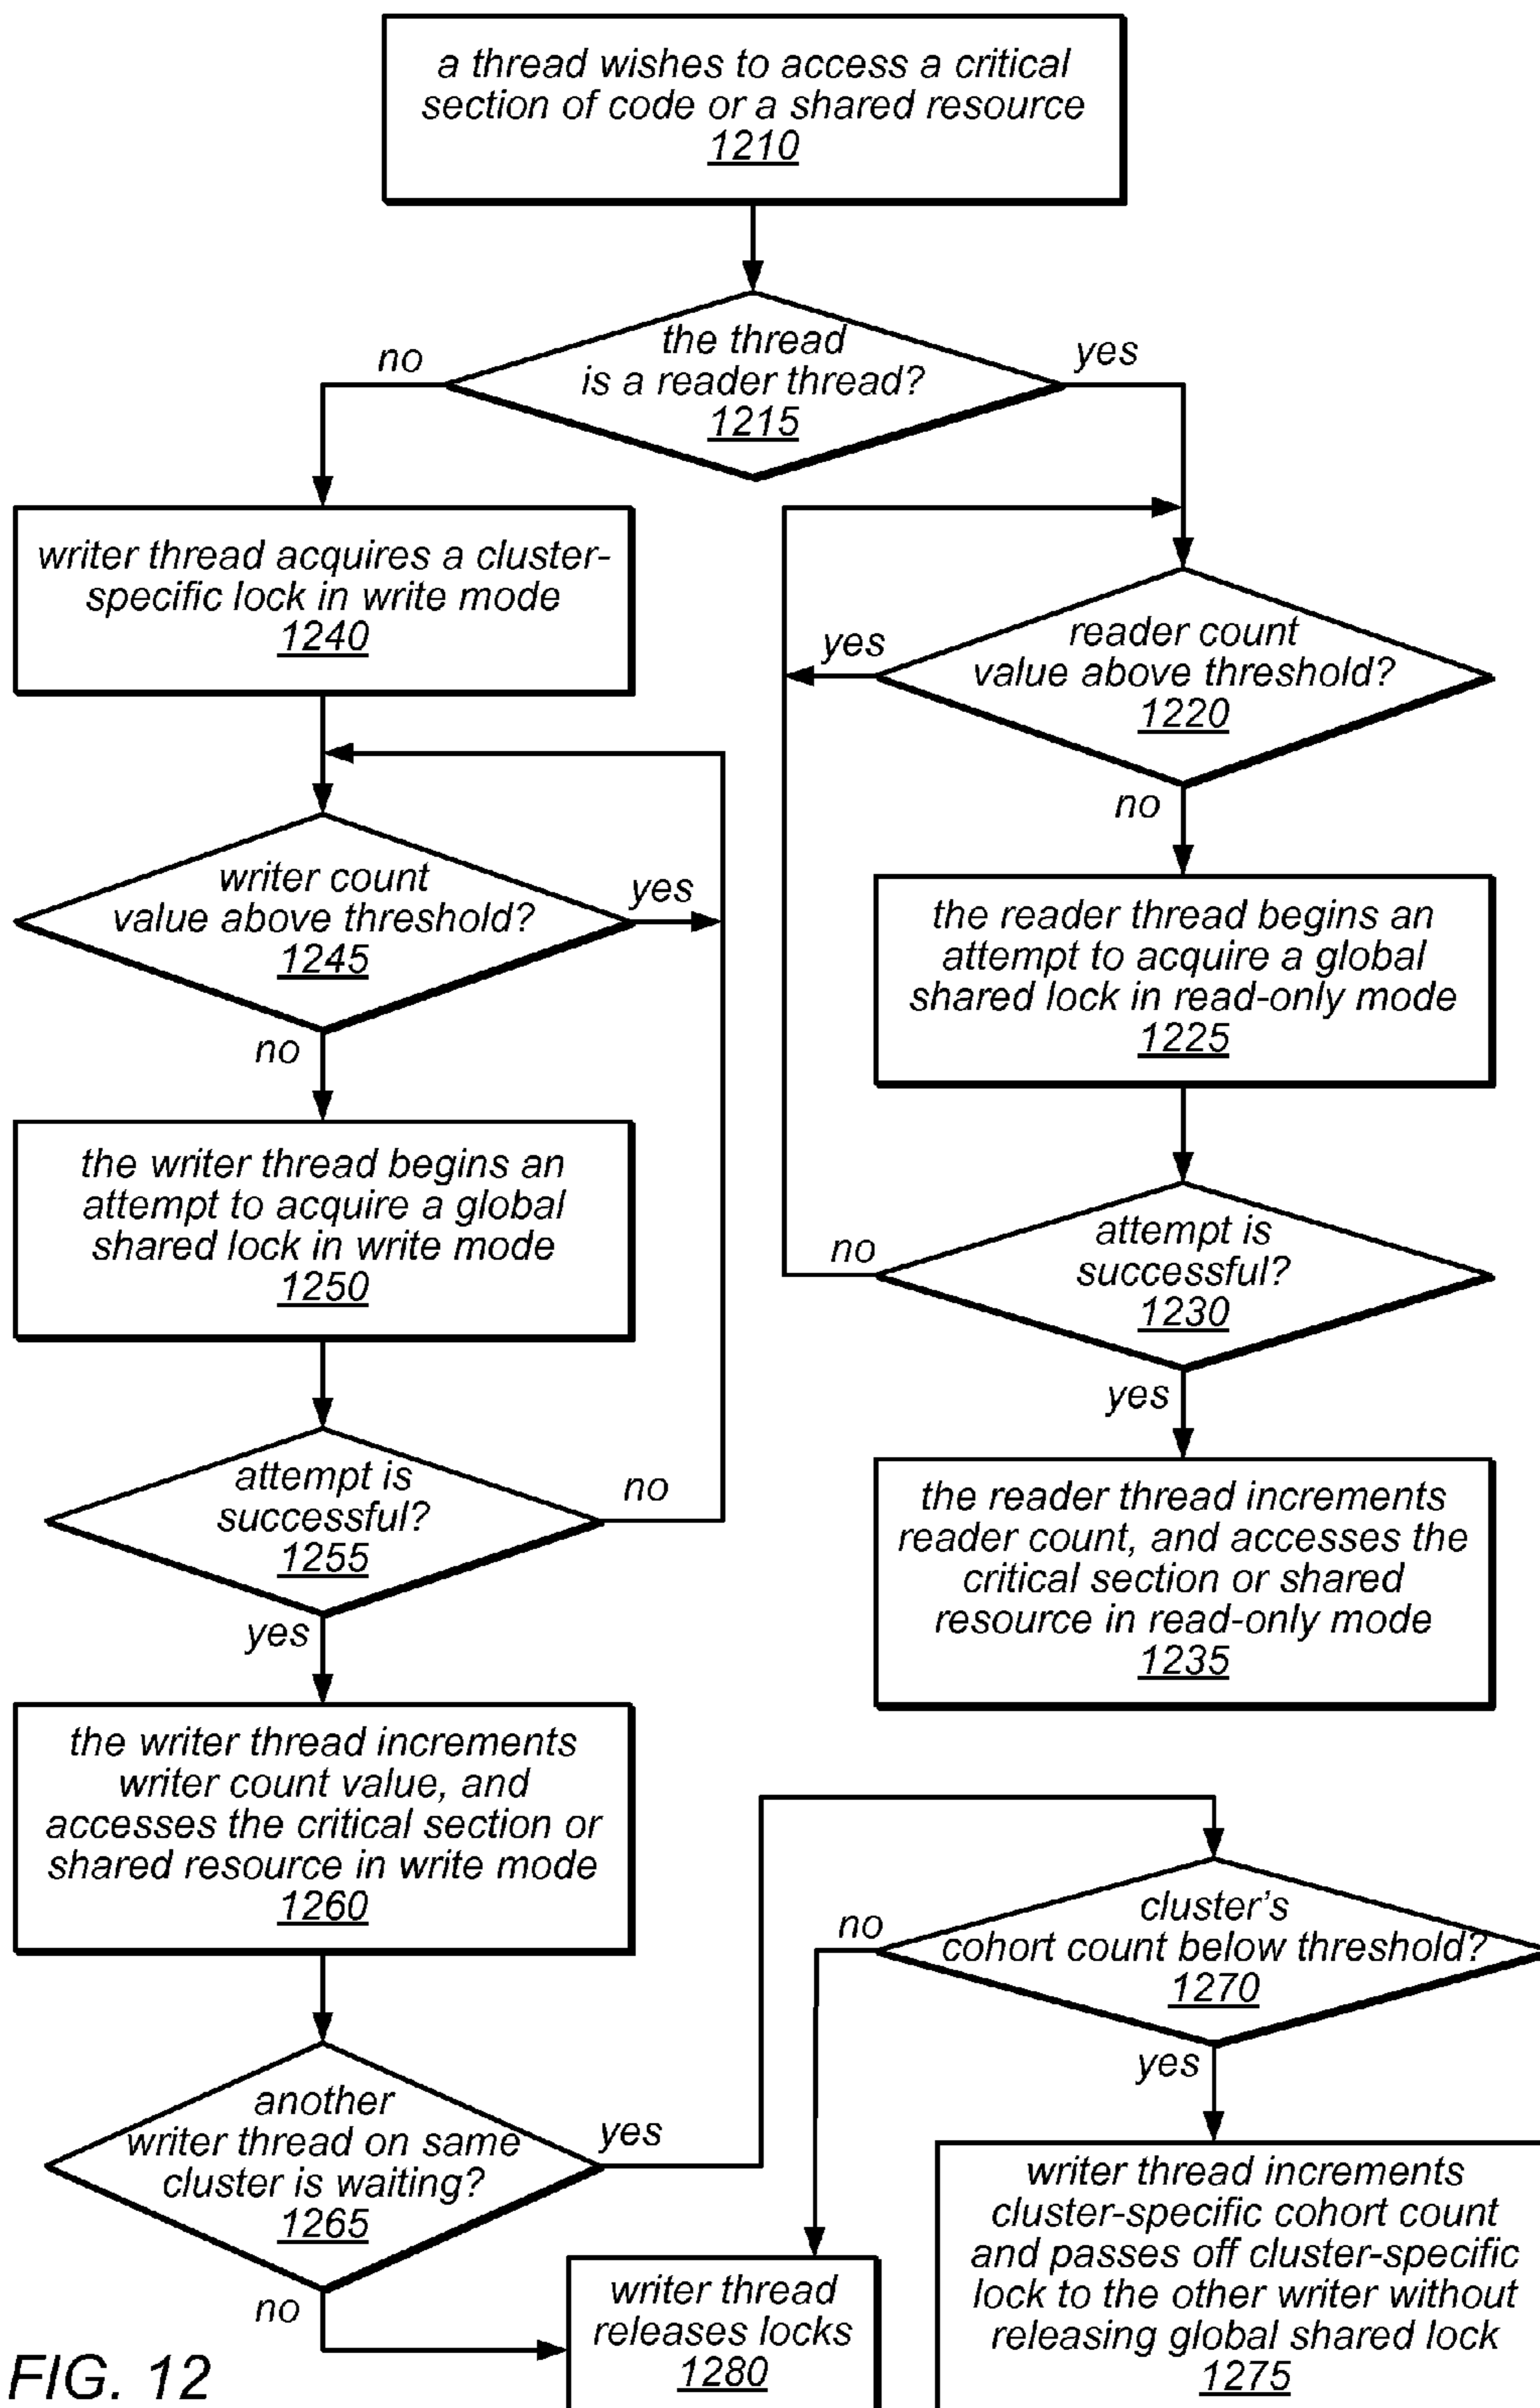 a thread wishes to access a critical
section of code or a shared resource
1210
the thread
is a reader thread?
1215
no
yes
writer thread acquires a cluster-
specific lock in write mode
1240
reader count
value above threshold?
1220
yes
no
writer count
value above threshold?
1245
yes
no
the reader thread begins an
attempt to acquire a global
shared lock in read-only mode
1225
the writer thread begins an
attempt to acquire a global
shared lock in write mode
1250
attempt is
successful?
1230
no
yes
attempt is
successful?
1255
no
yes
the reader thread increments
reader count, and accesses the
critical section or shared
resource in read-only mode
1235
the writer thread increments
writer count value, and
accesses the critical section or
shared resource in write mode
1260
cluster's
cohort count below threshold?
1270
no
yes
another
writer thread on same
cluster is waiting?
1265
yes
no
writer thread
releases locks
1280
writer thread increments
cluster-specific cohort count
and passes off cluster-specific
lock to the other writer without
releasing global shared lock
1275
FIG. 12